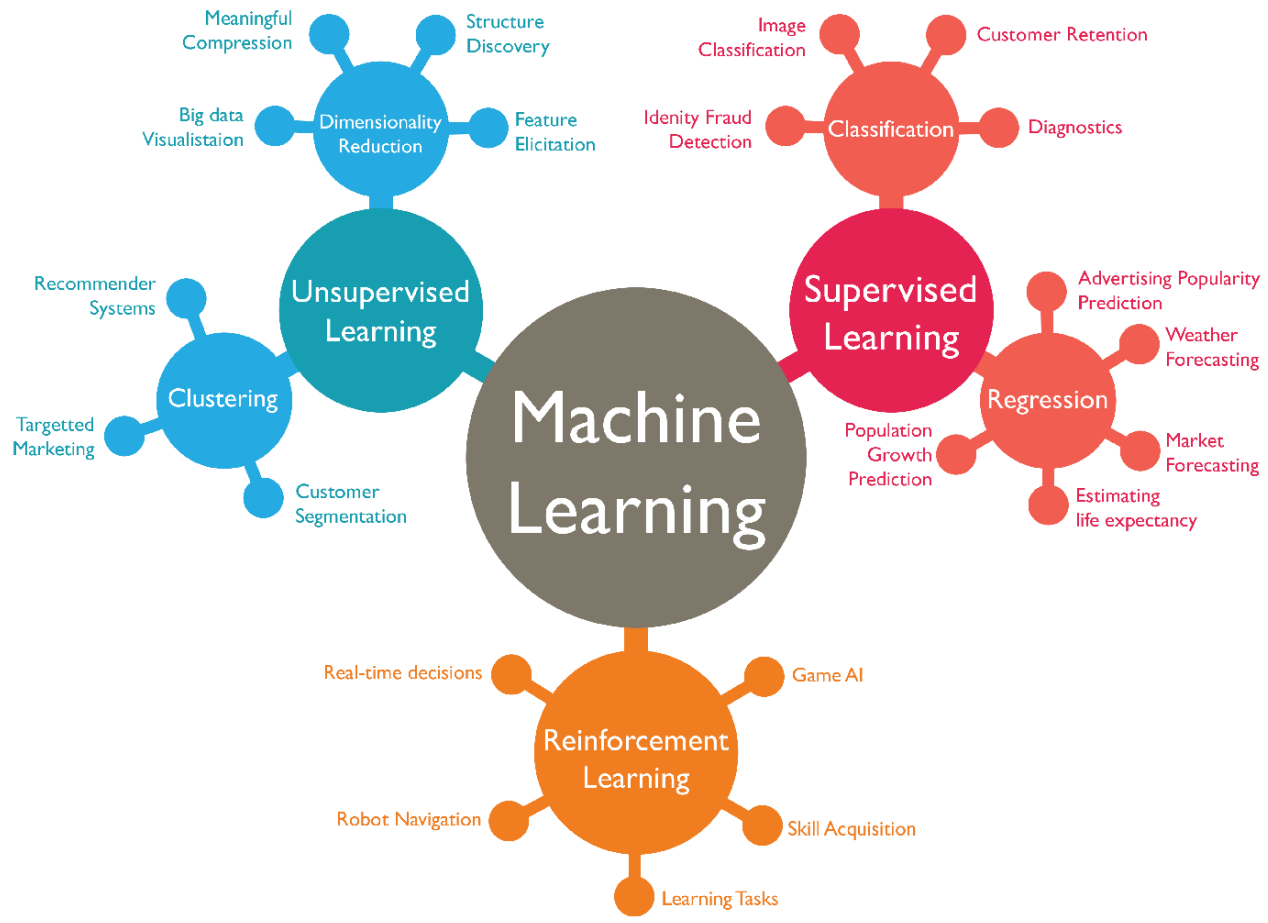 Meaningful
Compression
Structure
Discovery
Big data
Visualistaion
Dimensionality
Reduction
Feature
Elicitation
Unsupervised
Learning
Recommender
Systems
Clustering
Targetted
Marketing
Customer
Segmentation
Machine
Learning
Image
Classification
Customer Retention
Idenity Fraud
Detection
Classification
Diagnostics
Supervised
Learning
Advertising Popularity
Prediction
Weather
Forecasting
Regression
Population
Growth
Prediction
Market
Forecasting
Estimating
life expectancy
Real-time decisions
Game AI
Reinforcement
Learning
Robot Navigation
Skill Acquisition
Learning Tasks